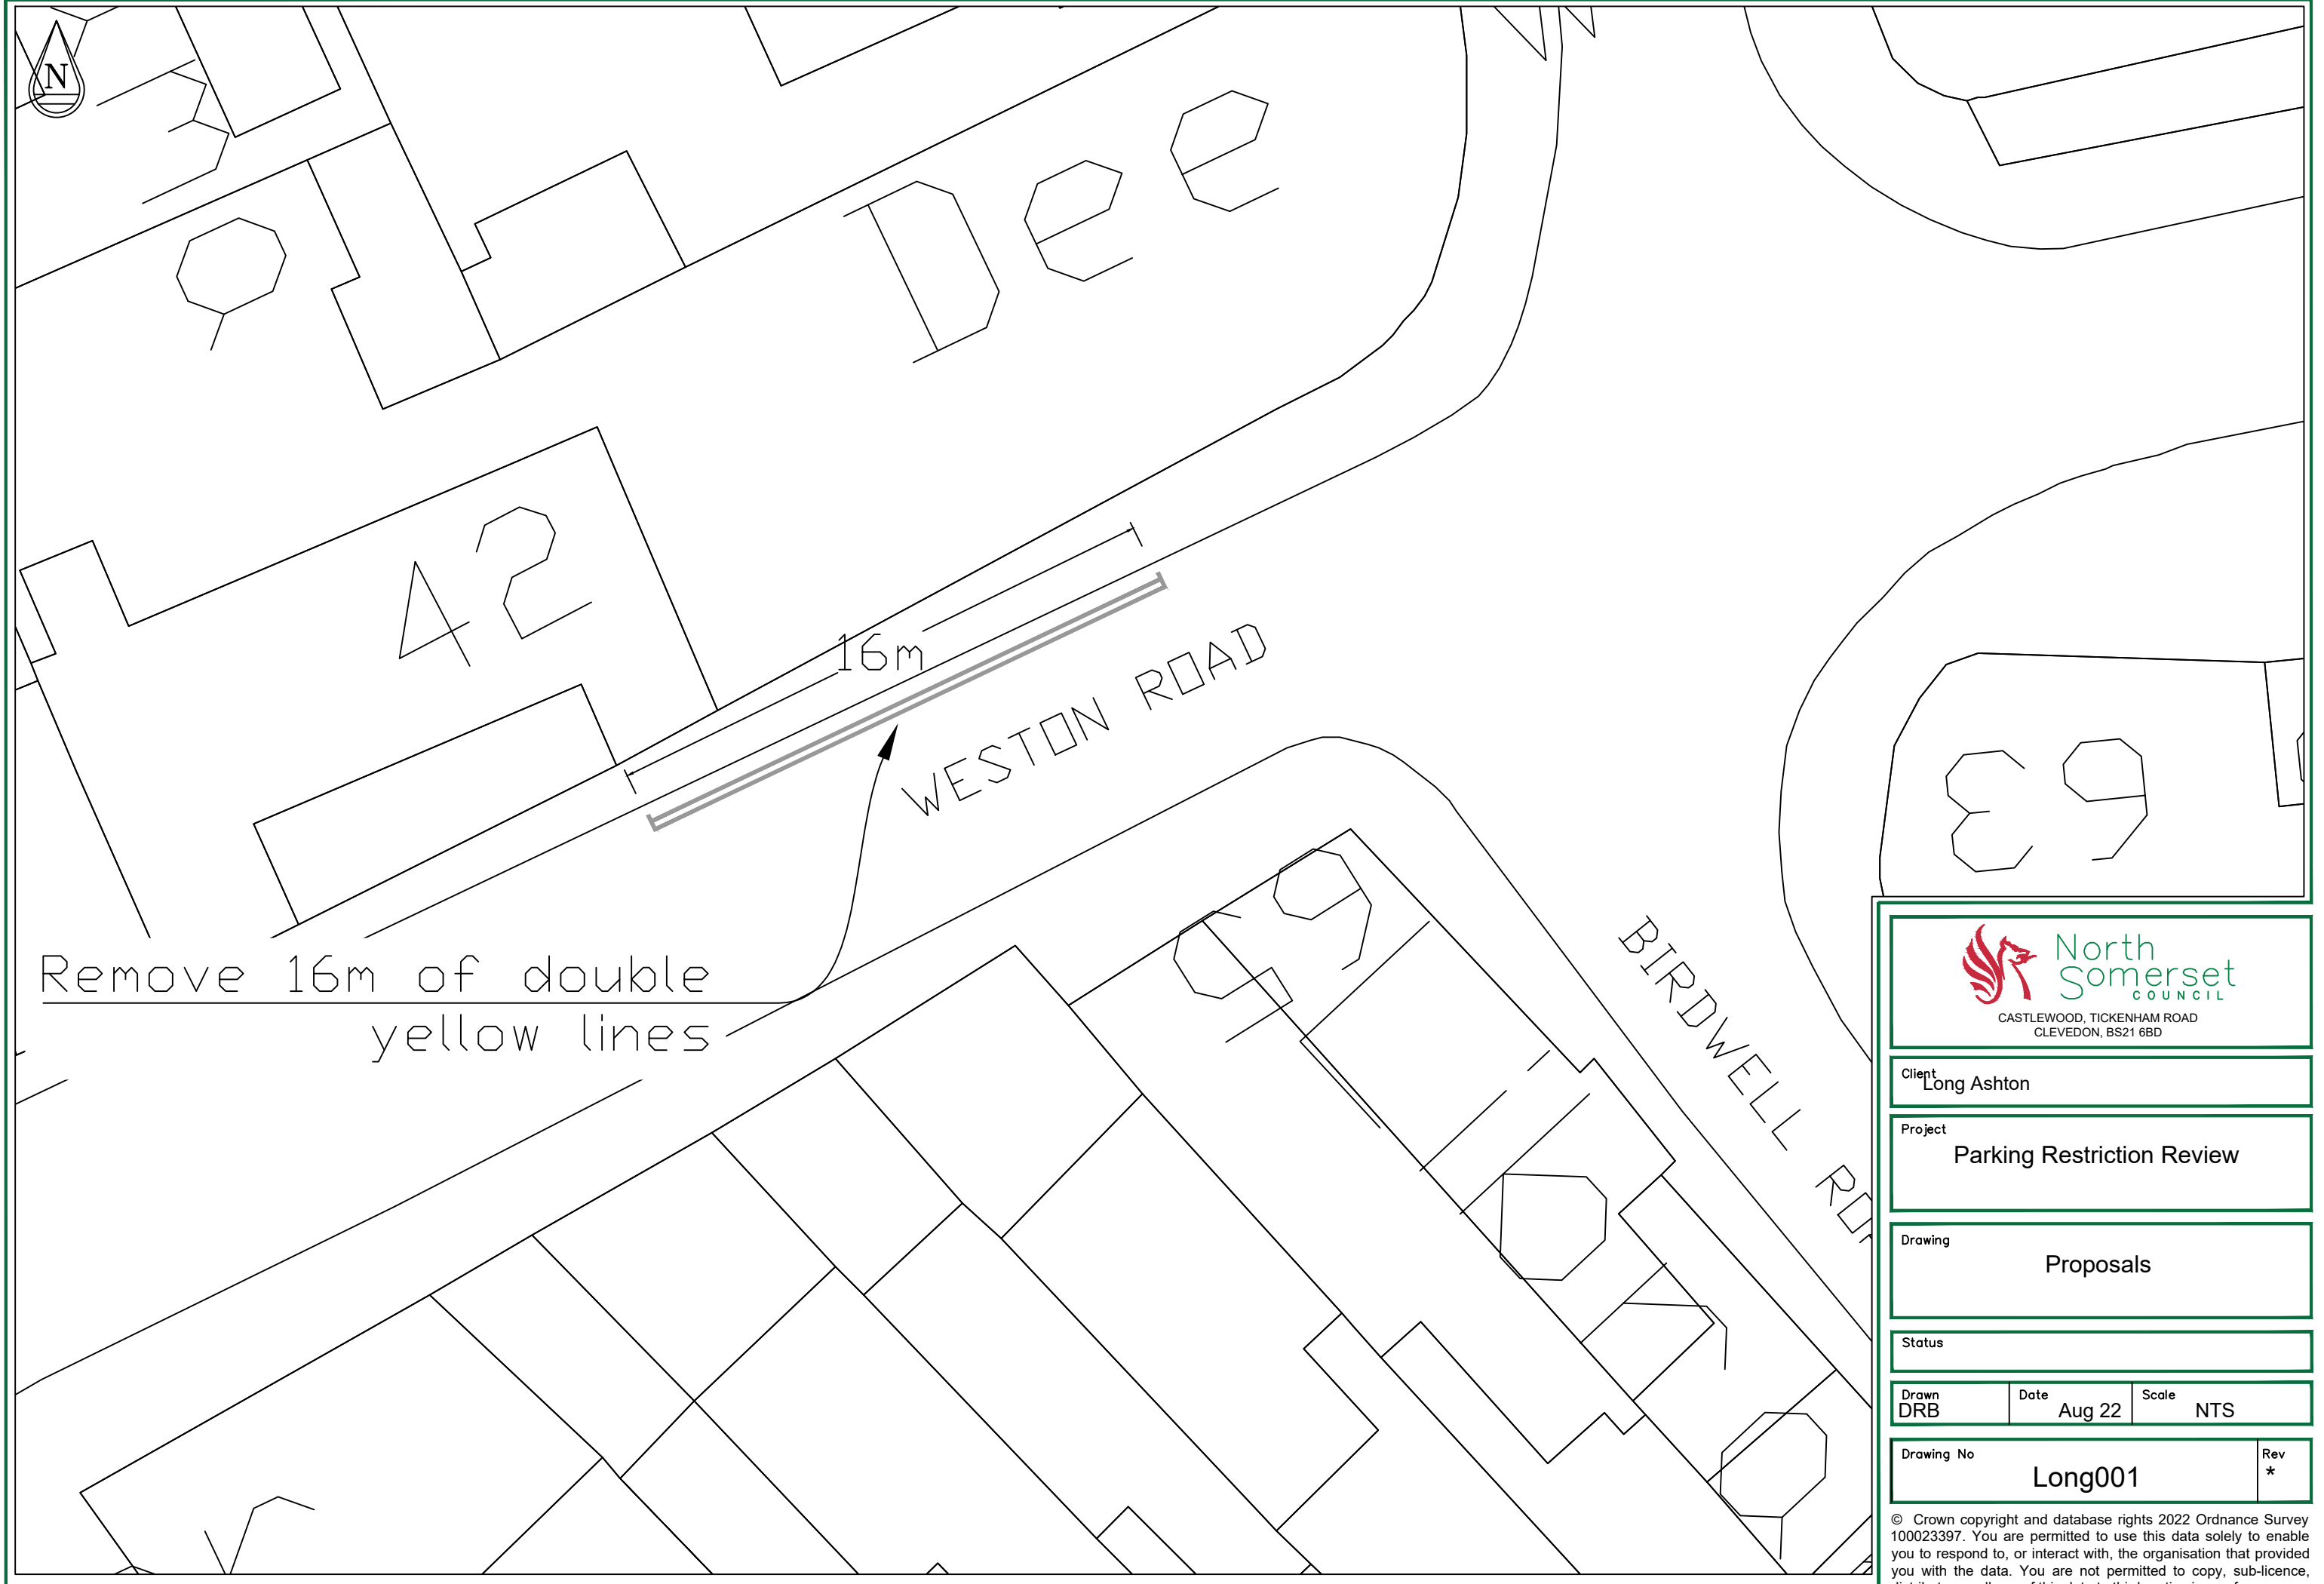 N
Dee
42
16m
WESTON ROAD
Remove 16m of double
yellow lines
39
59
BIRDWELL
North
Somerset
COUNCIL
CASTLEWOOD, TICKENHAM ROAD
CLEVEDON, BS21 6BD
Client
Long Ashton
Project
Parking Restriction Review
Drawing
Proposals
Status
Drawn
DRB
Date
Aug 22
Scale
NTS
Drawing No
Long001
Rev
*
© Crown copyright and database rights 2022 Ordnance Survey
100023397. You are permitted to use this data solely to enable
you to respond to, or interact with, the organisation that provided
you with the data. You are not permitted to copy, sub-licence,